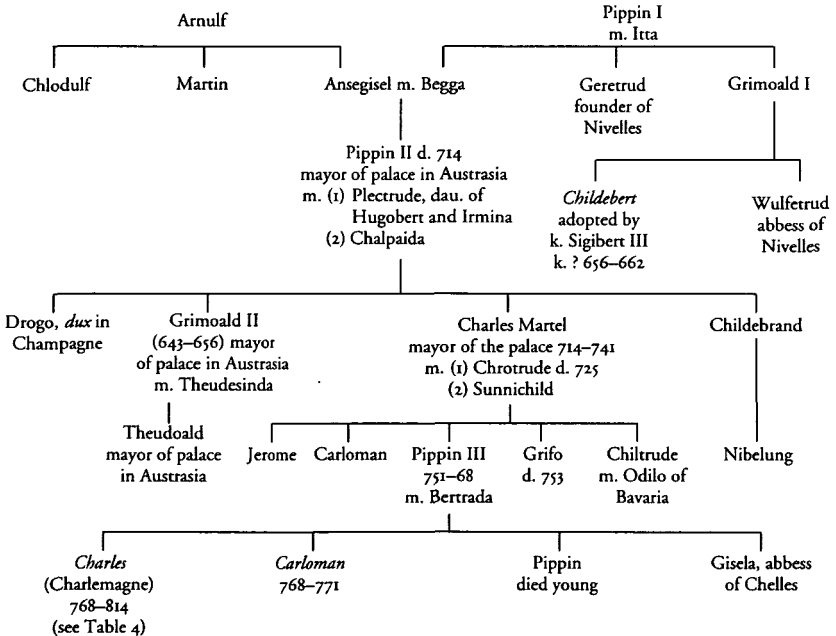 Arnulf
Pippin I
m. Itta
Chlodulf
Martin
Ansegisel m. Begga
Geretrud
founder of
Nivelles
Grimoald I
Pippin II d. 714
mayor of palace in Austrasia
m. (1) Plectrude, dau. of
Hugobert and Irmina
(2) Chalpaida
Childebert
adopted by
k. Sigibert III
k. ? 656–662
Wulfetrud
abbess of
Nivelles
Drogo, dux in
Champagne
Grimoald II
(643–656) mayor
of palace in Austrasia
m. Theudesinda
Charles Martel
mayor of the palace 714–741
m. (1) Chrotrude d. 725
(2) Sunnichild
Childebrand
Theudoald
mayor of palace
in Austrasia
Jerome
Carloman
Pippin III
751–68
m. Bertrada
Grifo
d. 753
Chiltrude
m. Odilo of
Bavaria
Nibelung
Charles
(Charlemagne)
768–814
(see Table 4)
Carloman
768–771
Pippin
died young
Gisela, abbess
of Chelles